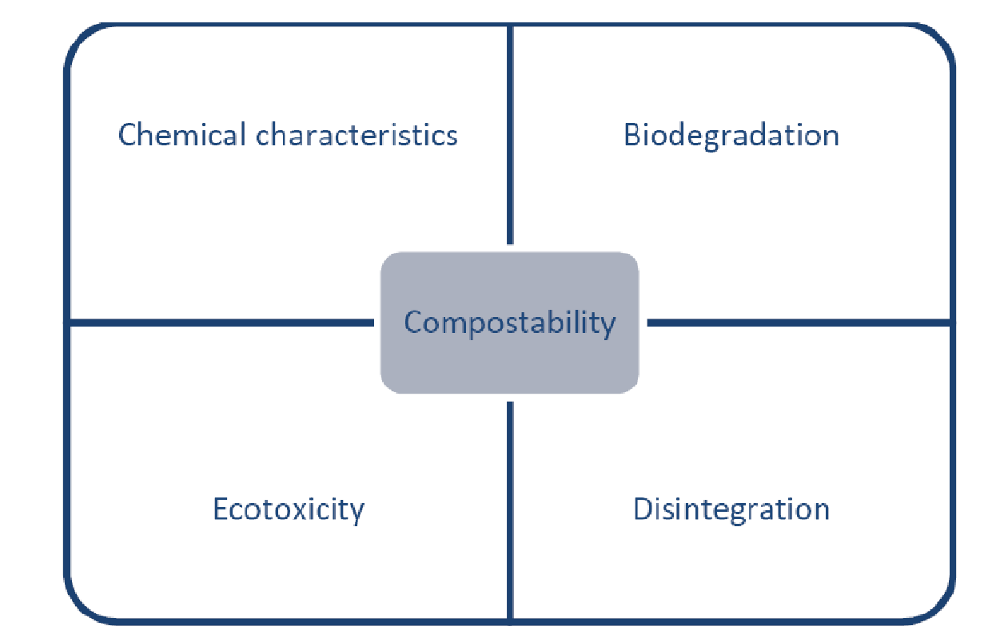 Chemical characteristics
Biodegradation
Compostability
Ecotoxicity
Disintegration